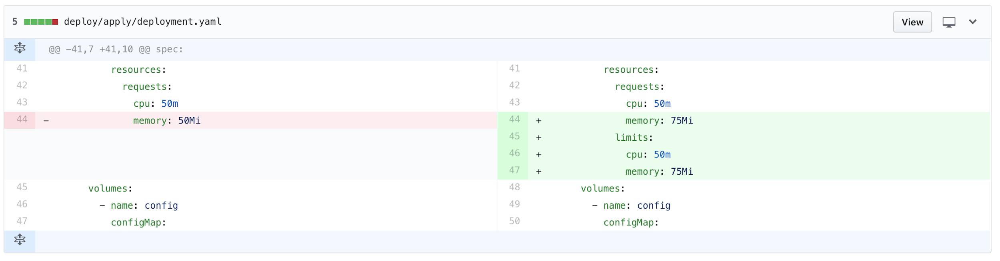 5 deploy/apply/deployment.yaml View
@@ -41,7 +41,10 @@ spec:
41 resources: 41 resources:
42 requests: 42 requests:
43 cpu: 50m 43 cpu: 50m
44 - memory: 50Mi 44 + memory: 75Mi
45 + limits:
46 + cpu: 50m
47 + memory: 75Mi
45 volumes: 48 volumes:
46 - name: config 49 - name: config
47 configMap: 50 configMap: